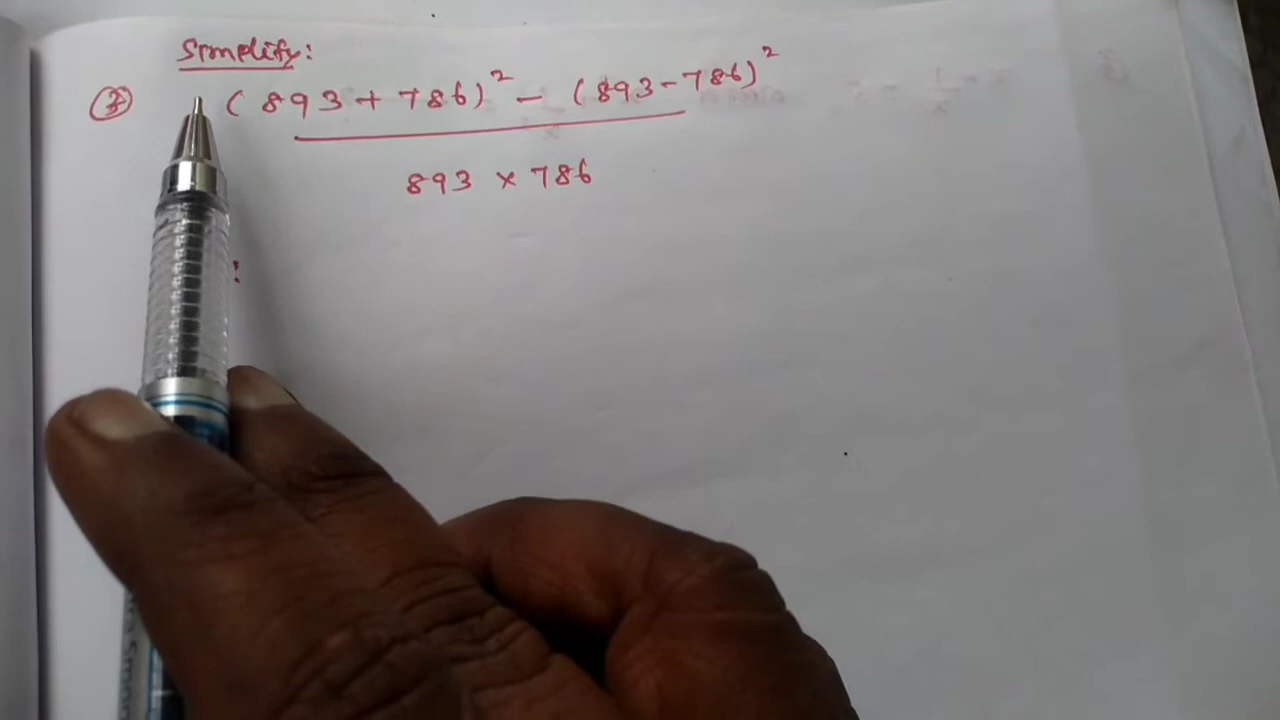 Simplify:
③ (893+786)² - (893-786)²
893 × 786
: